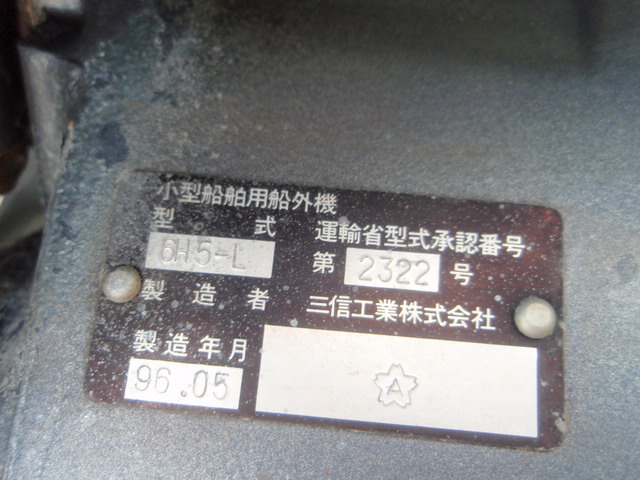 小型船舶用船外機
型式 運輸省型式承認番号
6H5-L 第 2322 号
製造者 三信工業株式会社
製造年月
96.05
A